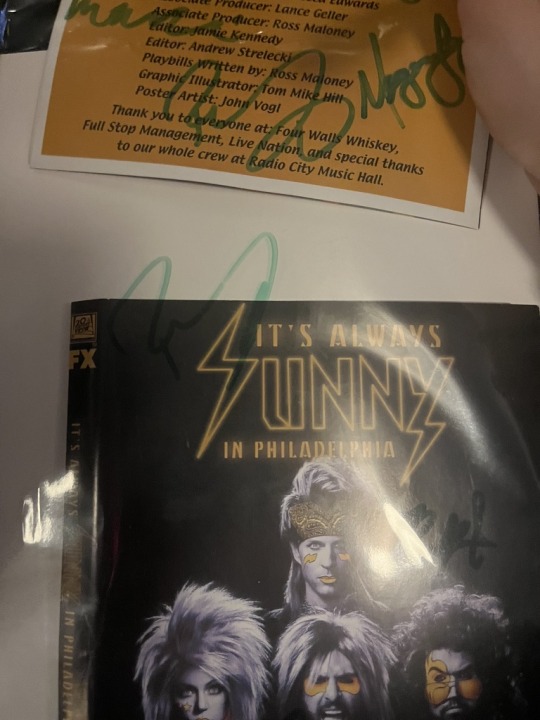 Associate Producer: Lance Geller
Associate Producer: Ross Maloney
Editor: Jamie Kennedy
Editor: Andrew Strelecki
Playbills Written by: Ross Maloney
Graphic Illustrator: Tom Mike Hill
Poster Artist: John Vogl
Thank you to everyone at: Four Walls Whiskey,
Full Stop Management, Live Nation, and special thanks
to our whole crew at Radio City Music Hall.
FX
IT'S ALWAYS
SUNNY
IN PHILADELPHIA